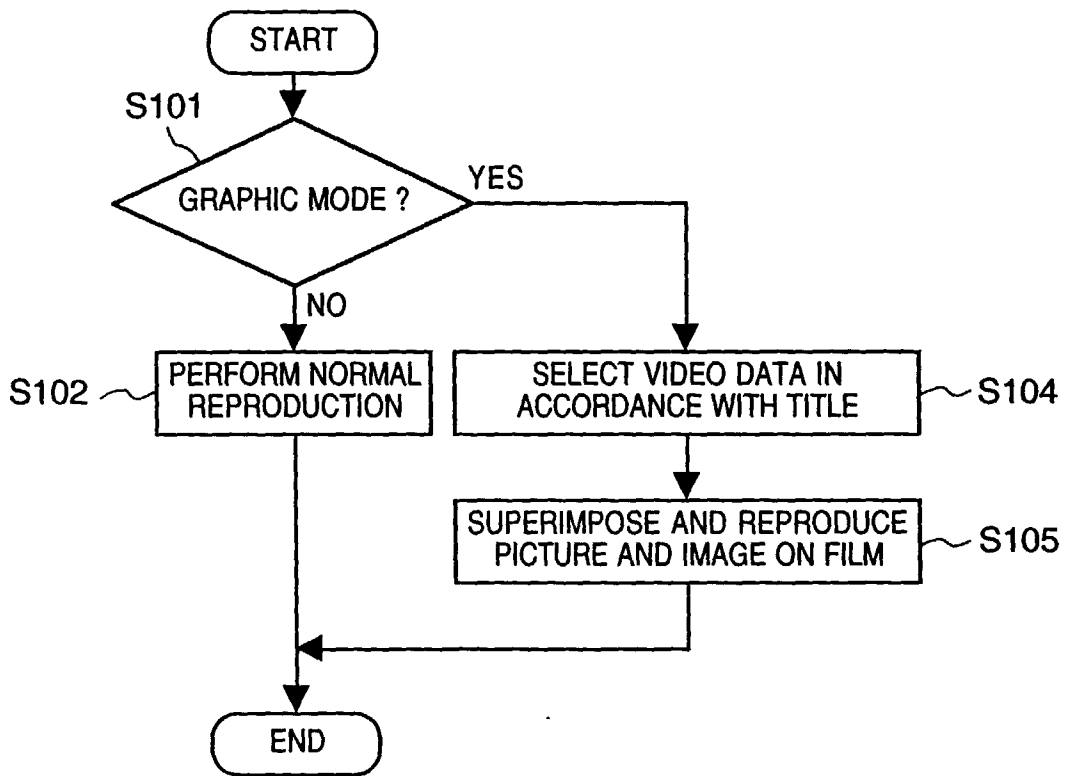 START
S101
GRAPHIC MODE ?
YES
NO
S102
PERFORM NORMAL
REPRODUCTION
SELECT VIDEO DATA IN
ACCORDANCE WITH TITLE
S104
SUPERIMPOSE AND REPRODUCE
PICTURE AND IMAGE ON FILM
S105
END